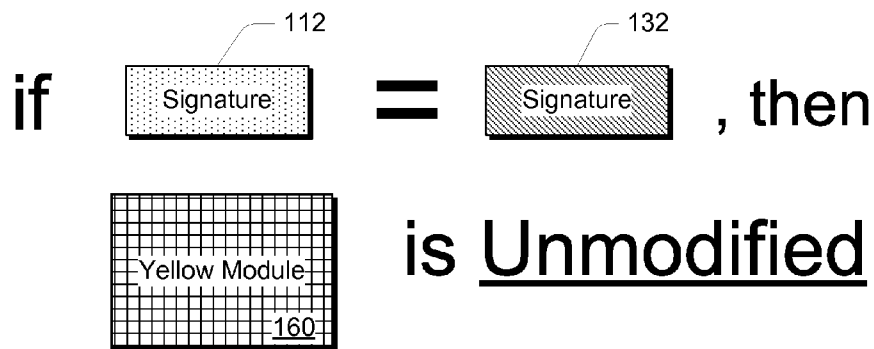 112 132
if Signature = Signature , then
Yellow Module is Unmodified
160